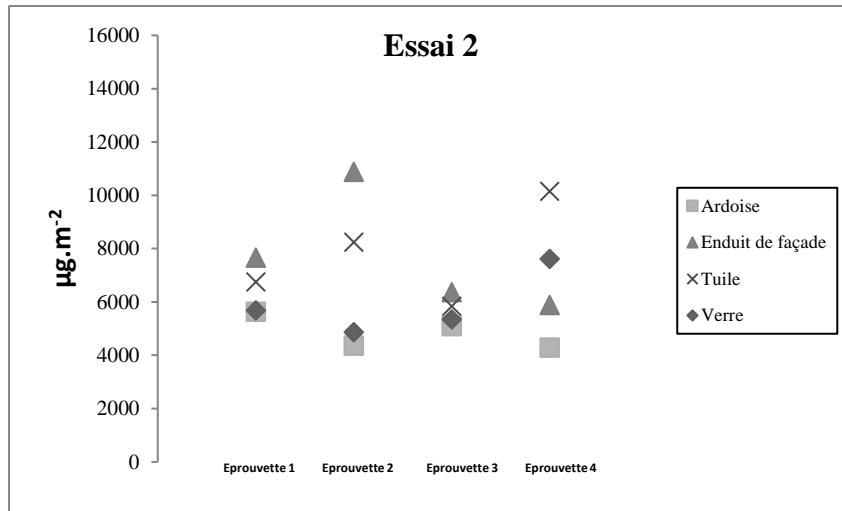 Essai 2
16000
14000
12000
10000
8000
6000
4000
2000
0
µg.m⁻²
Eprouvette 1 Eprouvette 2 Eprouvette 3 Eprouvette 4
Ardoise
Enduit de façade
Tuile
Verre